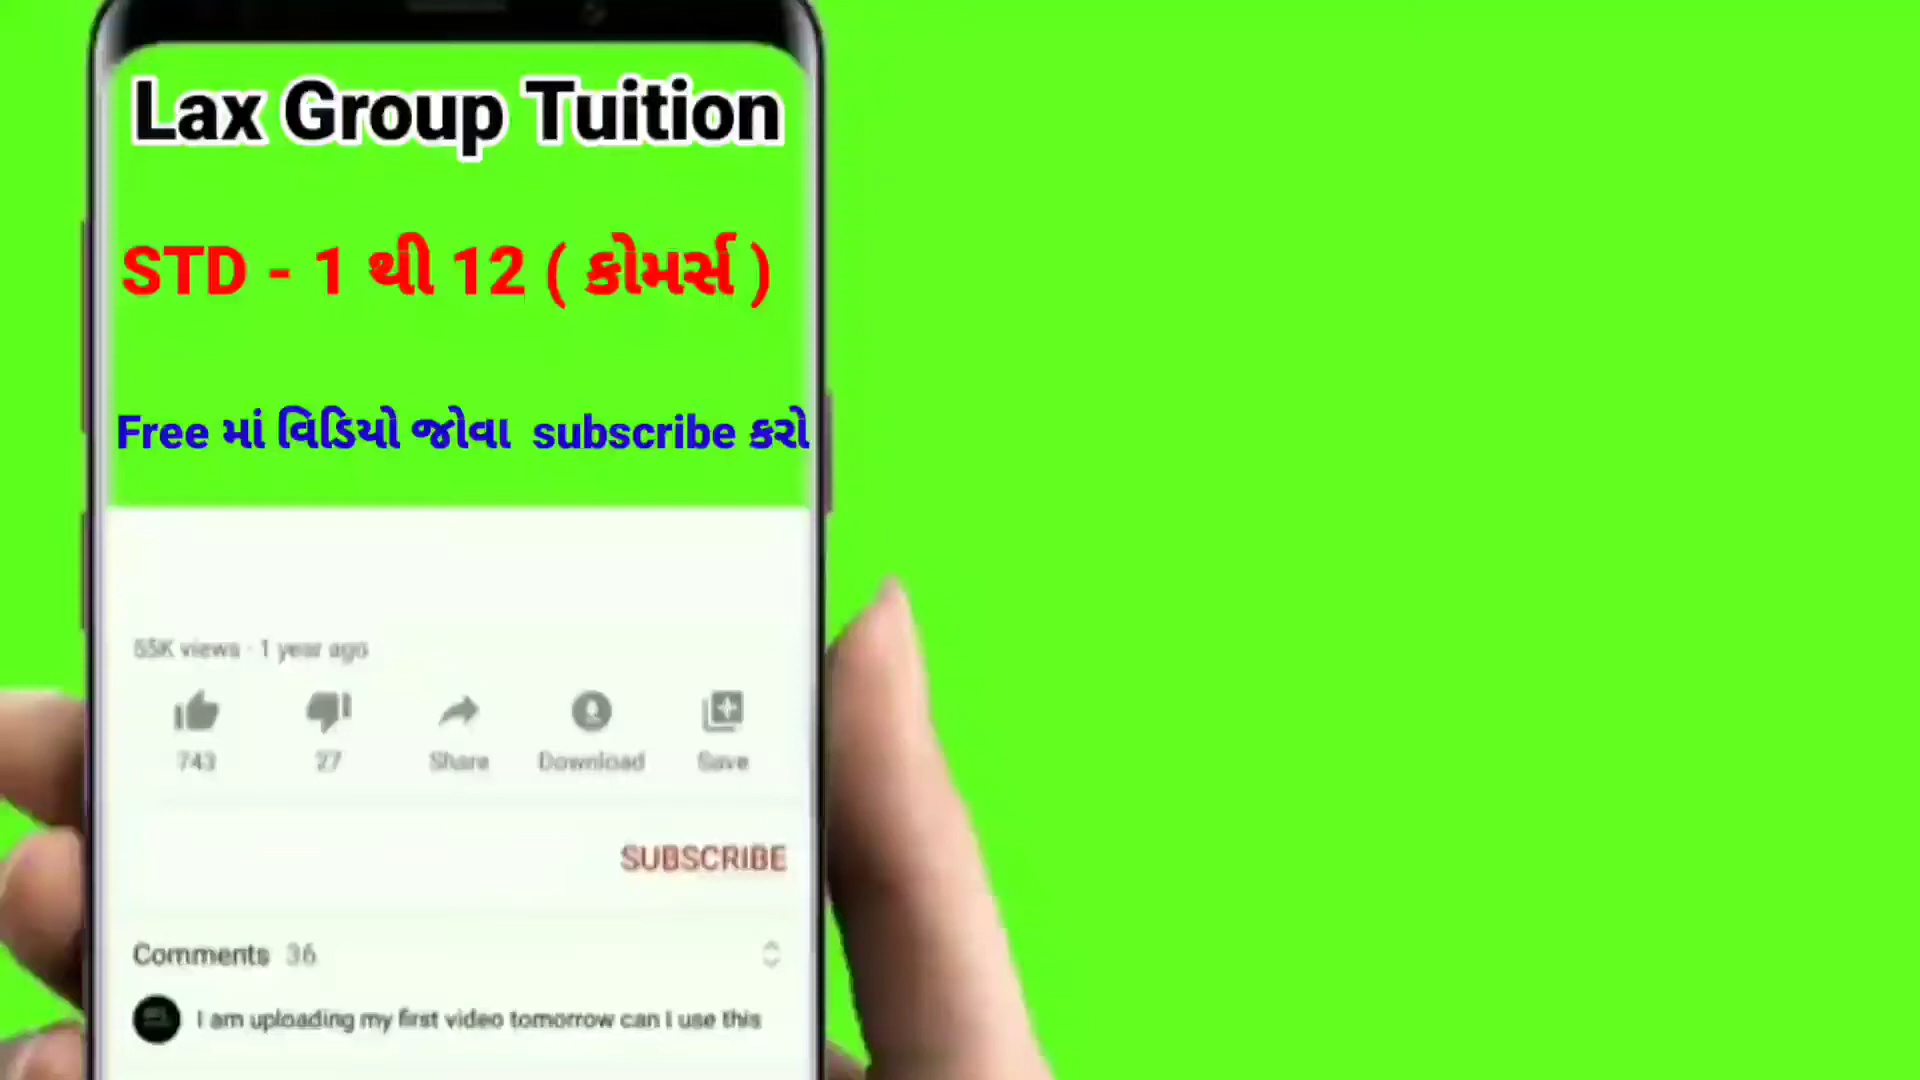 Lax Group Tuition
STD - 1 થી 12 ( કોમર્સ )
Free માં વિડિયો જોવા subscribe કરો
55K views · 1 year ago
743 27 Share Download Save
SUBSCRIBE
Comments 36
I am uploading my first video tomorrow can I use this